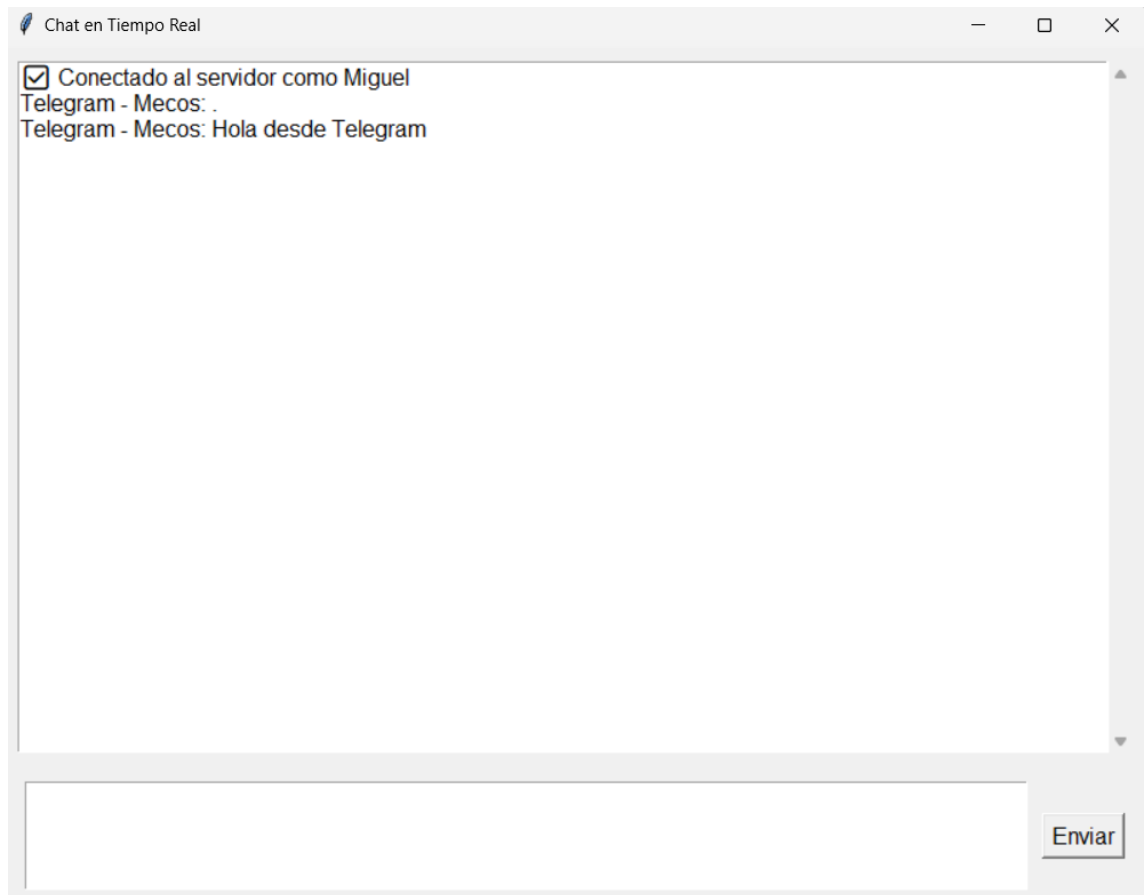 Chat en Tiempo Real
☑ Conectado al servidor como Miguel
Telegram - Mecos: .
Telegram - Mecos: Hola desde Telegram
Enviar